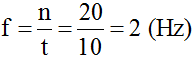 f = n/t = 20/10 = 2 (Hz)